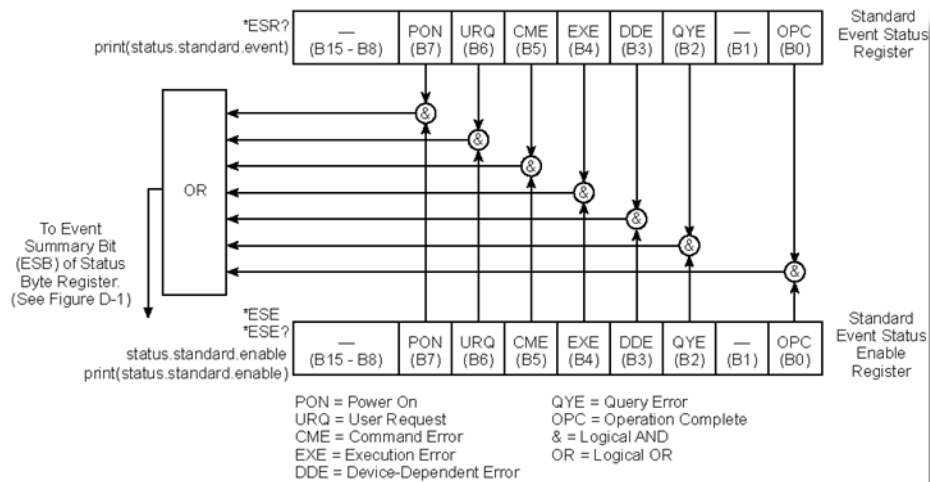 *ESR?
print(status.standard.event)
— PON URQ CME EXE DDE QYE — OPC
(B15 - B8) (B7) (B6) (B5) (B4) (B3) (B2) (B1) (B0)
Standard
Event Status
Register
&
&
&
&
&
&
&
OR
To Event
Summary Bit
(ESB) of Status
Byte Register.
(See Figure D-1)
*ESE
*ESE?
status.standard.enable
print(status.standard.enable)
— PON URQ CME EXE DDE QYE — OPC
(B15 - B8) (B7) (B6) (B5) (B4) (B3) (B2) (B1) (B0)
Standard
Event Status
Enable
Register
PON = Power On
URQ = User Request
CME = Command Error
EXE = Execution Error
DDE = Device-Dependent Error
QYE = Query Error
OPC = Operation Complete
& = Logical AND
OR = Logical OR